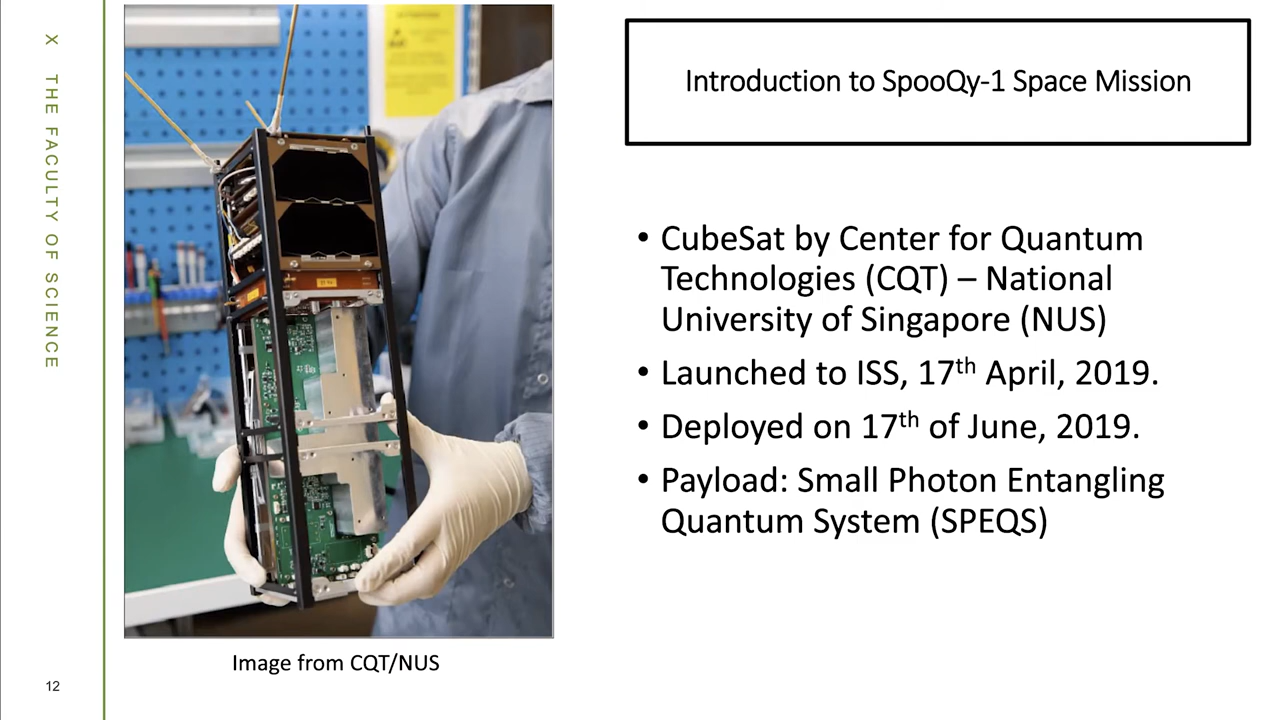 X THE FACULTY OF SCIENCE
Introduction to SpooQy-1 Space Mission
• CubeSat by Center for Quantum
Technologies (CQT) – National
University of Singapore (NUS)
• Launched to ISS, 17th April, 2019.
• Deployed on 17th of June, 2019.
• Payload: Small Photon Entangling
Quantum System (SPEQS)
Image from CQT/NUS
12